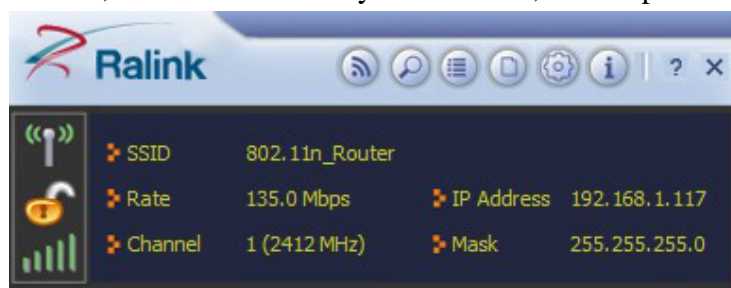 Ralink
? ×
SSID 802.11n_Router
Rate 135.0 Mbps IP Address 192.168.1.117
Channel 1 (2412 MHz) Mask 255.255.255.0